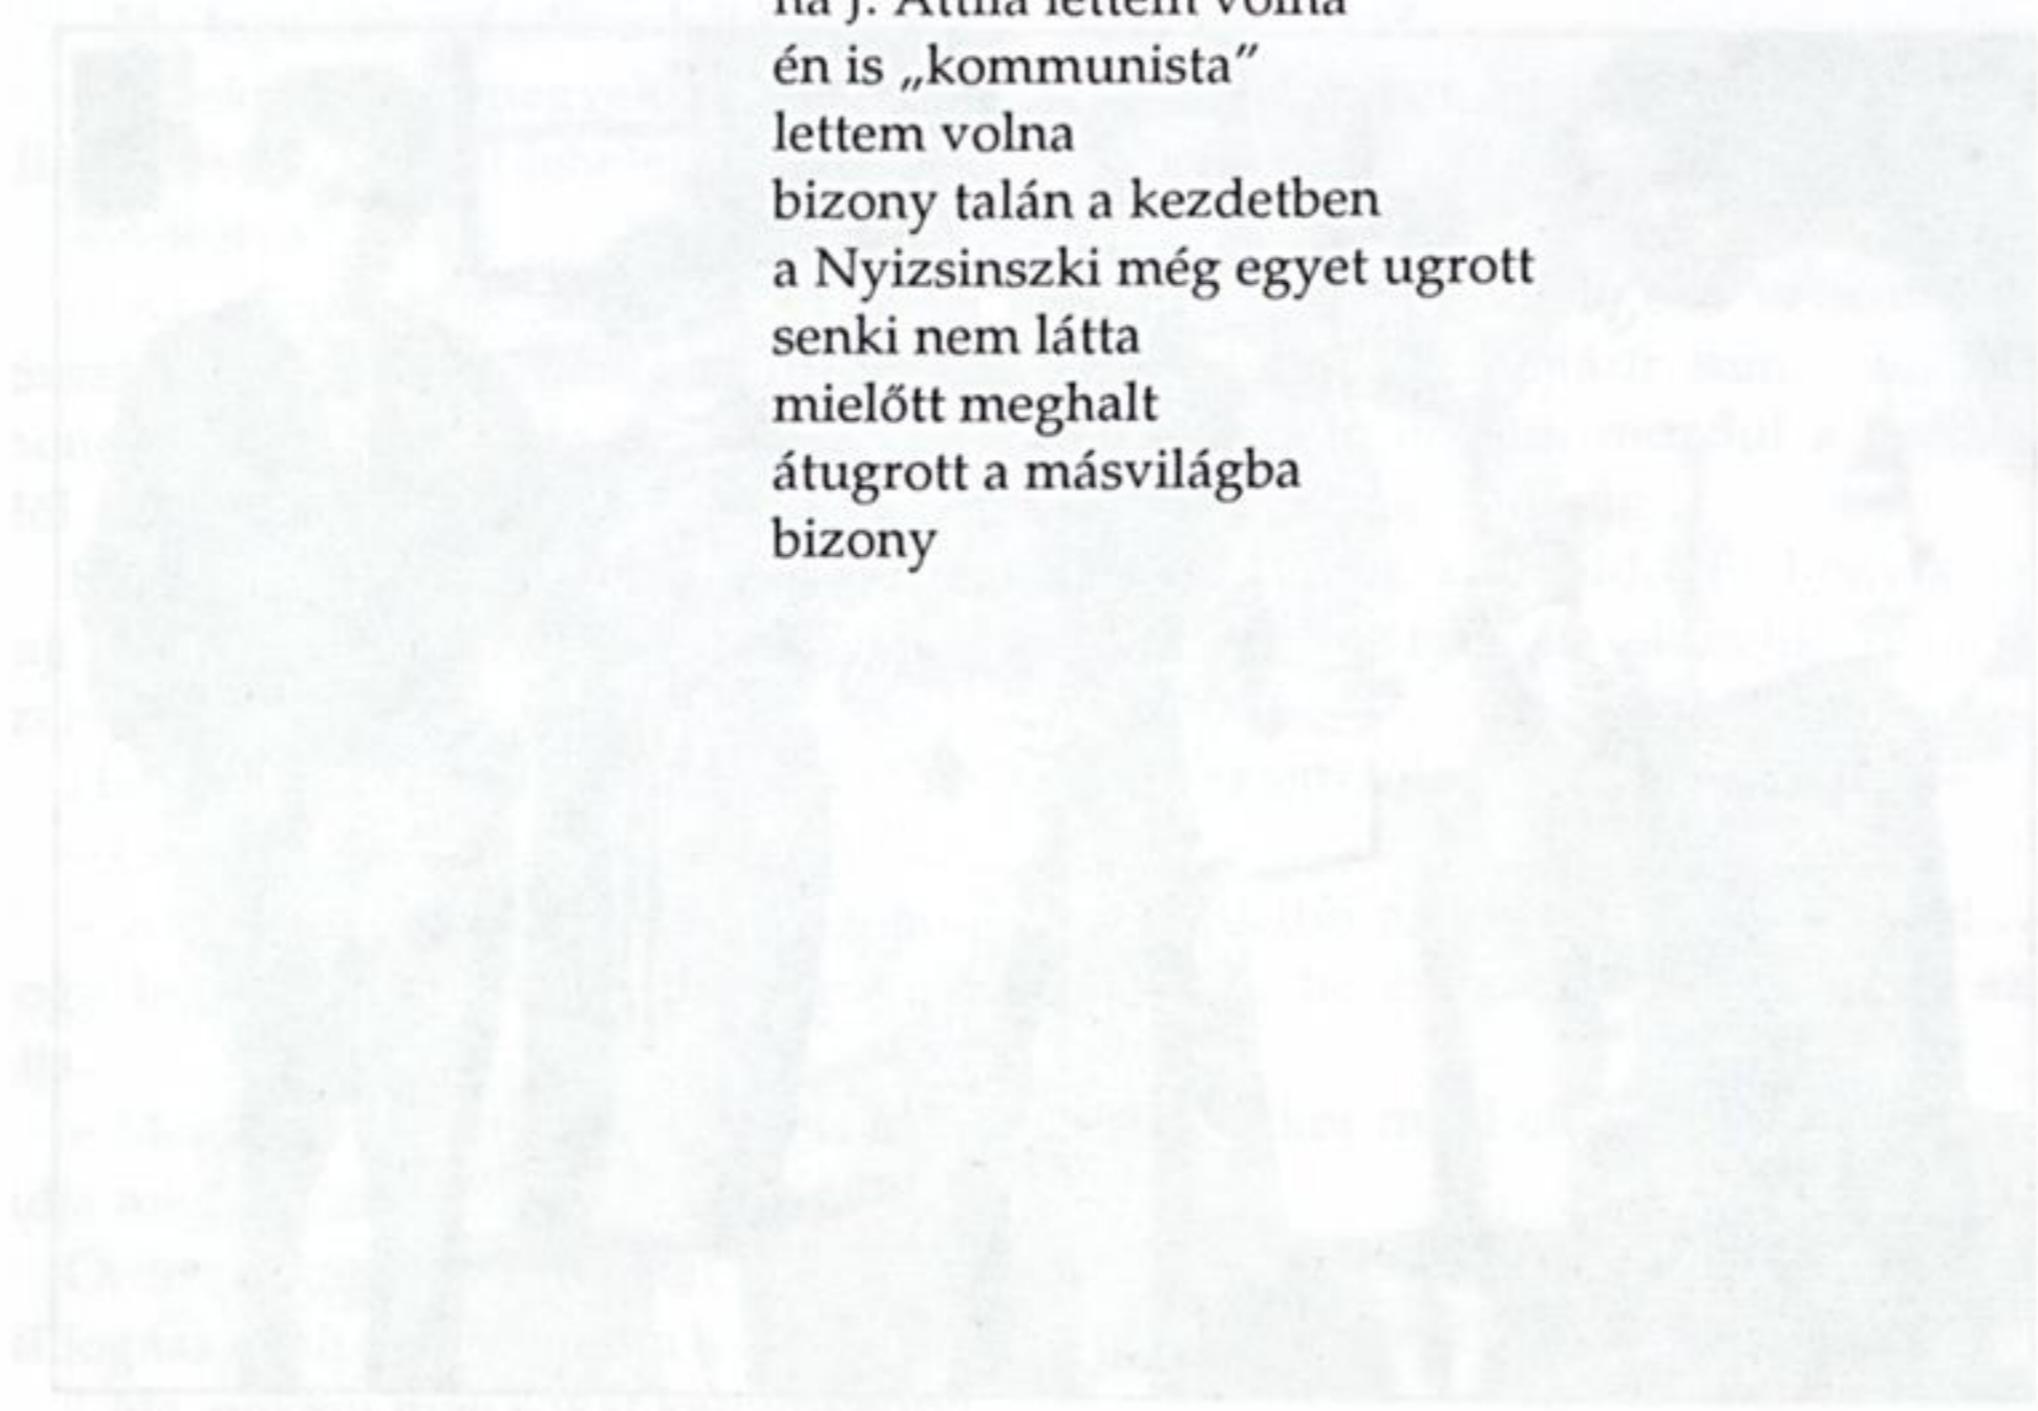 ha J. Attila lettem volna
én is „kommunista”
lettem volna
bizony talán a kezdetben
a Nyizsinszki még egyet ugrott
senki nem látta
mielőtt meghalt
átugrott a másvilágba
bizony